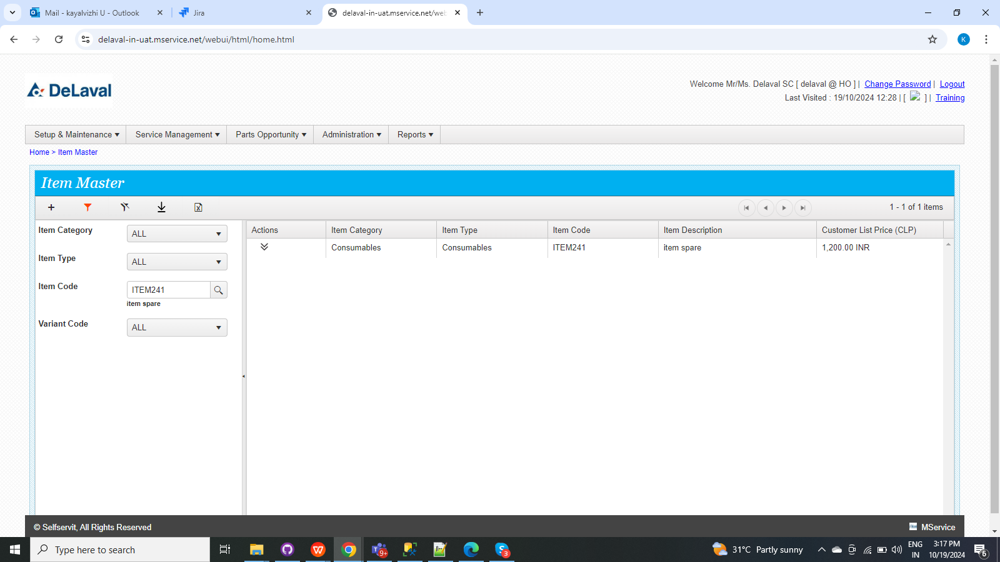 Mail - kayalvizhi U - Outlook
Jira
delaval-in-uat.mservice.net/web
delaval-in-uat.mservice.net/webui/html/home.html
K
DeLaval
Welcome Mr/Ms. Delaval SC [ delaval @ HO ] | Change Password | Logout
Last Visited : 19/10/2024 12:28 | [ ] | Training
Setup & Maintenance Service Management Parts Opportunity Administration Reports
Home > Item Master
Item Master
1 - 1 of 1 items
Item Category ALL
Item Type ALL
Item Code ITEM241
item spare
Variant Code ALL
Actions Item Category Item Type Item Code Item Description Customer List Price (CLP)
Consumables Consumables ITEM241 item spare 1,200.00 INR
© Selfservit, All Rights Reserved
MService
Type here to search
9+
3
31°C Partly sunny
ENG
IN
3:17 PM
10/19/2024
6